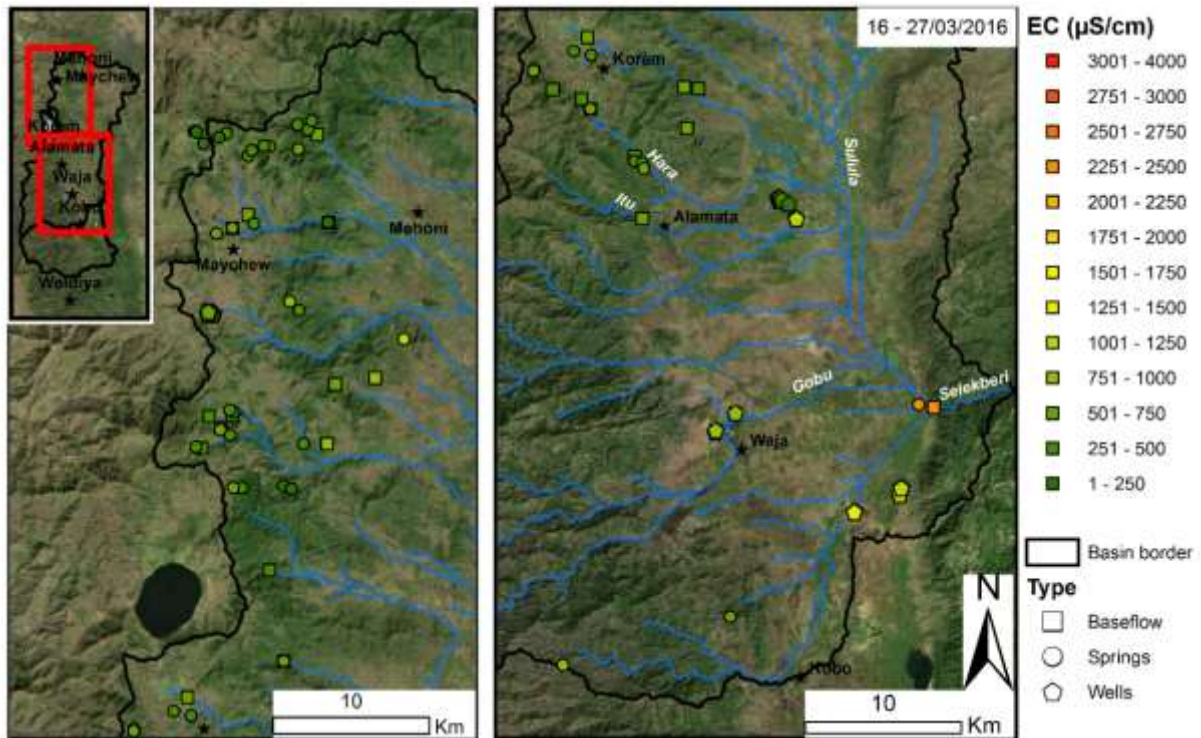 Mehoni
Maychew
Korem
Alamata
Waja
Weldiya
Mehoni
Maychew
10
Km
16 - 27/03/2016
Korem
Sulula
Hara
Itu
Alamata
Gobu
Selekberi
Waja
Kobo
10
Km
N
EC (µS/cm)
3001 - 4000
2751 - 3000
2501 - 2750
2251 - 2500
2001 - 2250
1751 - 2000
1501 - 1750
1251 - 1500
1001 - 1250
751 - 1000
501 - 750
251 - 500
1 - 250
Basin border
Type
Baseflow
Springs
Wells